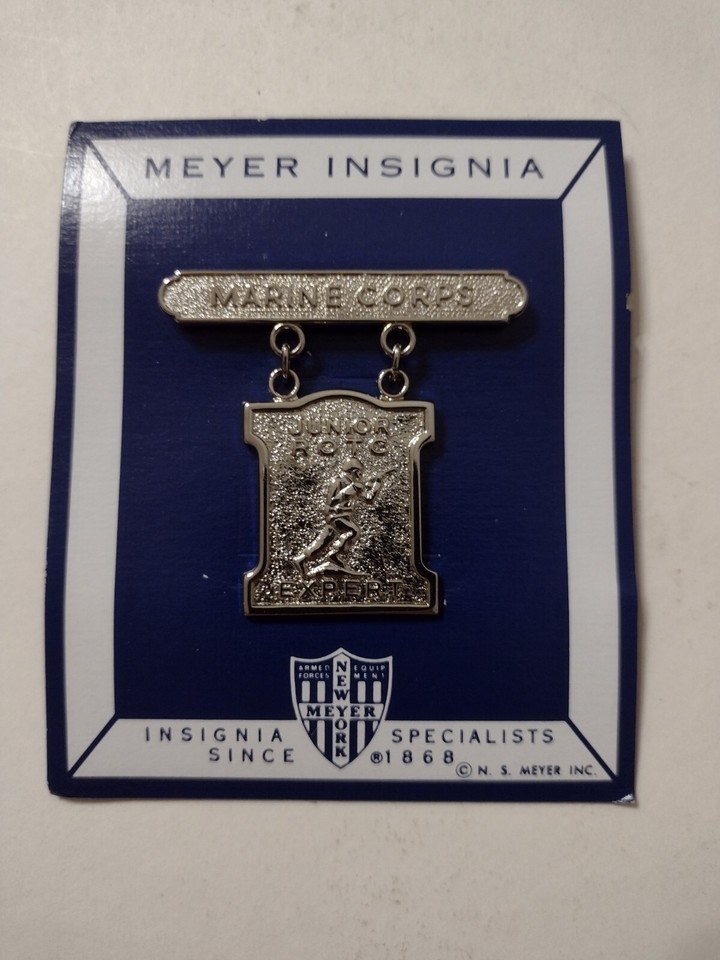 MEYER INSIGNIA
MARINE CORPS
JUNIOR
ROTC
EXPERT
ARMED EQUIP
FORCES MENT
NEW YORK
MEYER
INSIGNIA SPECIALISTS
SINCE ®1868
© N. S. MEYER INC.